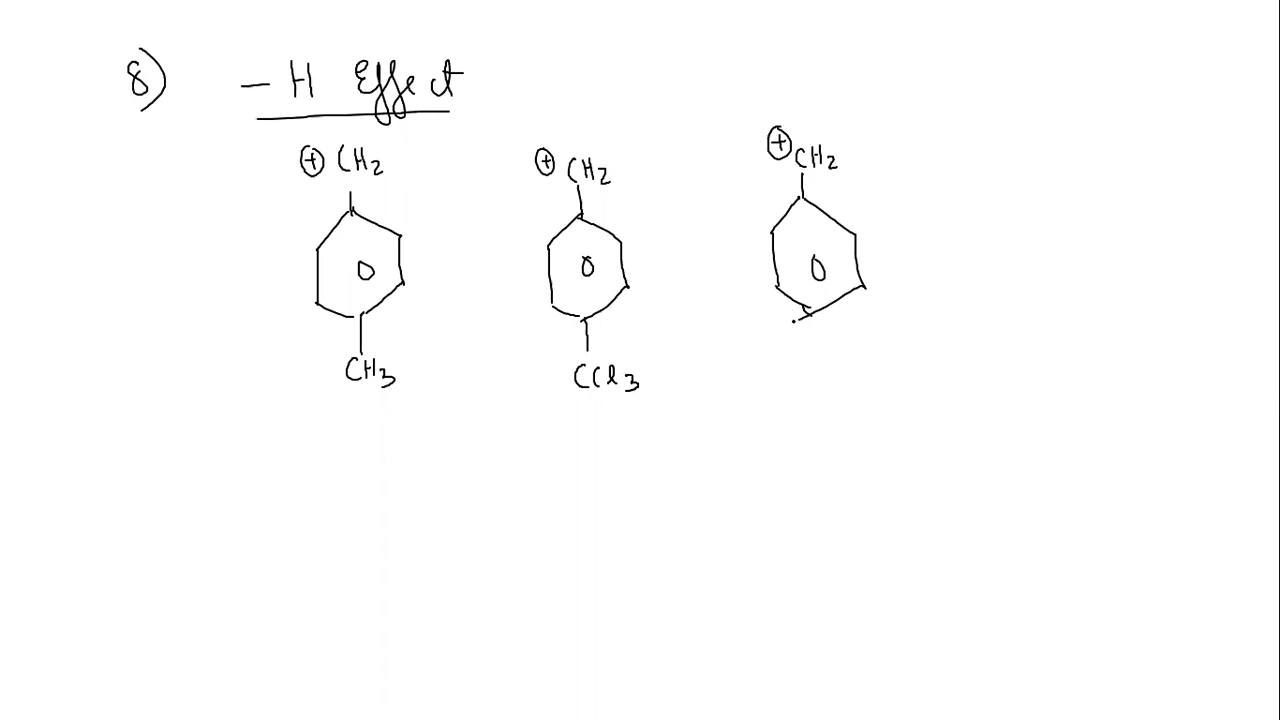 8) - H Effect
⊕ CH2 ⊕ CH2 ⊕ CH2
CH3 CCl3